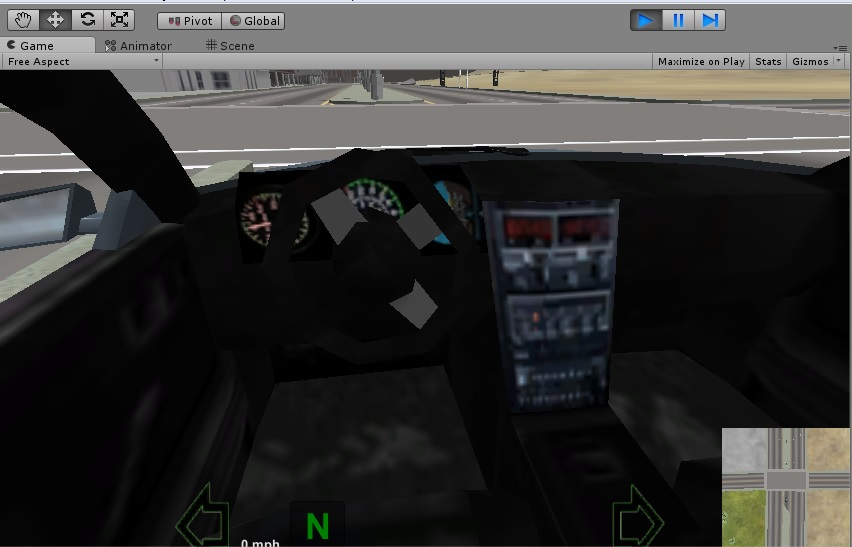 Pivot Global
Game Animator Scene
Free Aspect Maximize on Play Stats Gizmos
N
0 mph